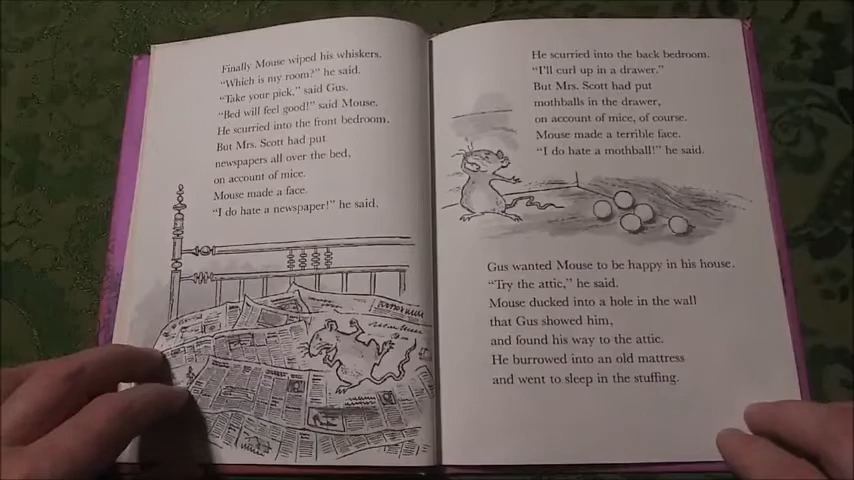 Finally Mouse wiped his whiskers.
"Which is my room?" he said.
"Take your pick," said Gus.
"Bed will feel good!" said Mouse.
He scurried into the front bedroom.
But Mrs. Scott had put
newspapers all over the bed,
on account of mice.
Mouse made a face.
"I do hate a newspaper!" he said.
He scurried into the back bedroom.
"I'll curl up in a drawer."
But Mrs. Scott had put
mothballs in the drawer,
on account of mice, of course.
Mouse made a terrible face.
"I do hate a mothball!" he said.
Gus wanted Mouse to be happy in his house.
"Try the attic," he said.
Mouse ducked into a hole in the wall
that Gus showed him,
and found his way to the attic.
He burrowed into an old mattress
and went to sleep in the stuffing.